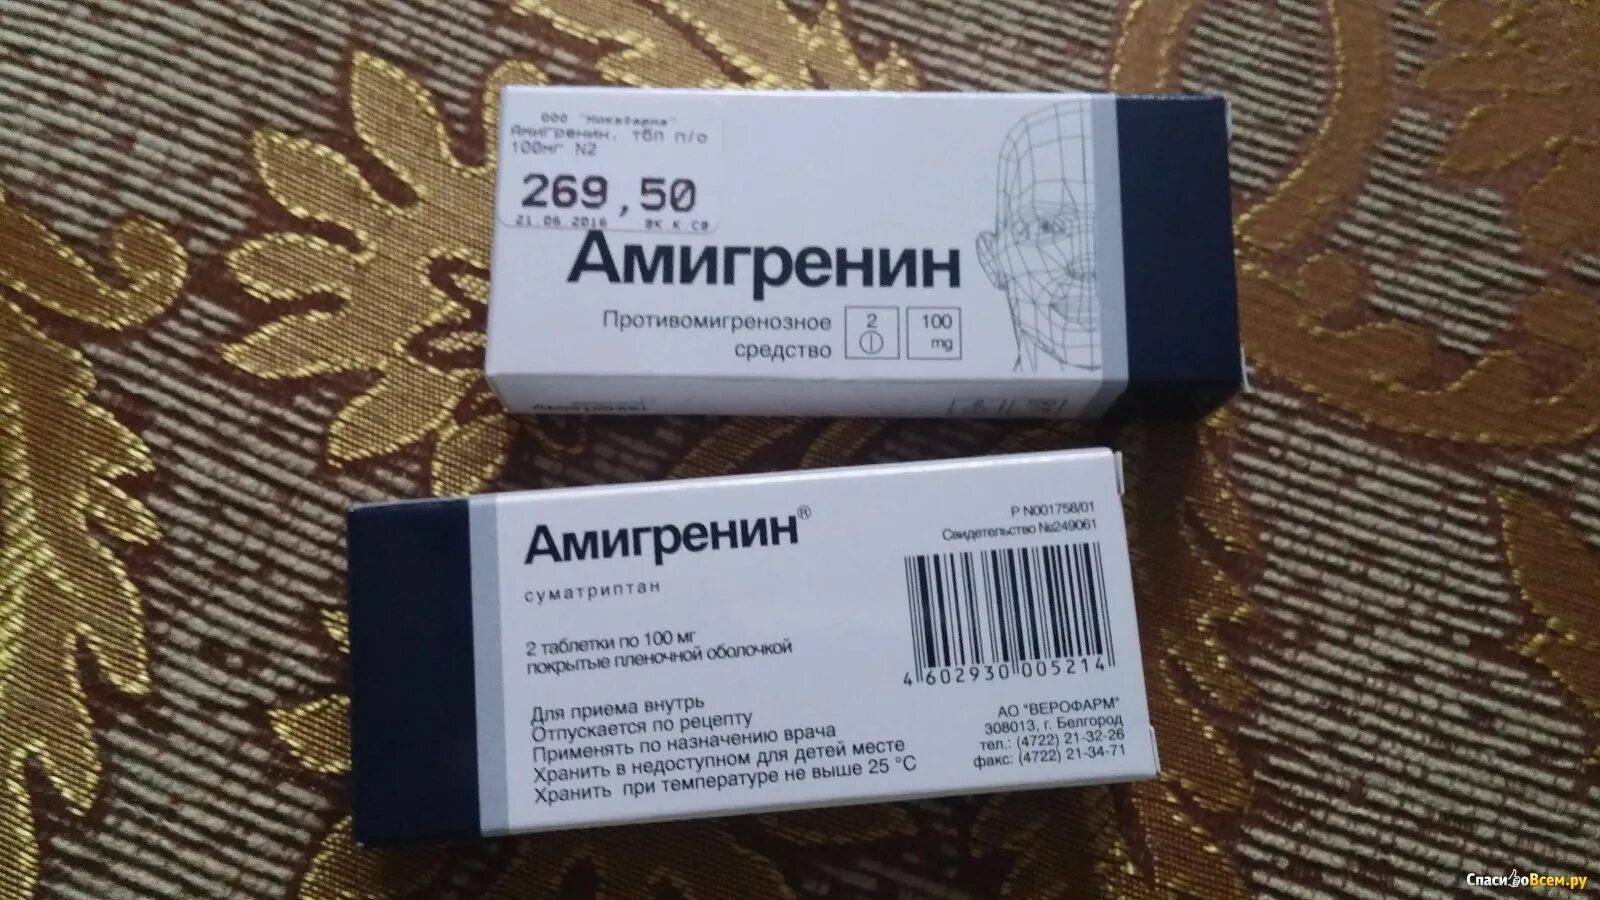 ООО "Никафарма"
Амигренин, тбл п/о
100мг N2
269,50
21.06.2016
Амигренин
Противомигренозное
средство
2
100
mg
Амигренин®
суматриптан
2 таблетки по 100 мг
покрытые пленочной оболочкой
Для приема внутрь
Отпускается по рецепту
Применять по назначению врача
Хранить в недоступном для детей месте
Хранить при температуре не выше 25 °С
Р N001758/01
Свидетельство №249061
4 602930 005214
АО "ВЕРОФАРМ"
308013, г. Белгород
тел.: (4722) 21-32-26
факс: (4722) 21-34-71
СпасибоВсем.ру